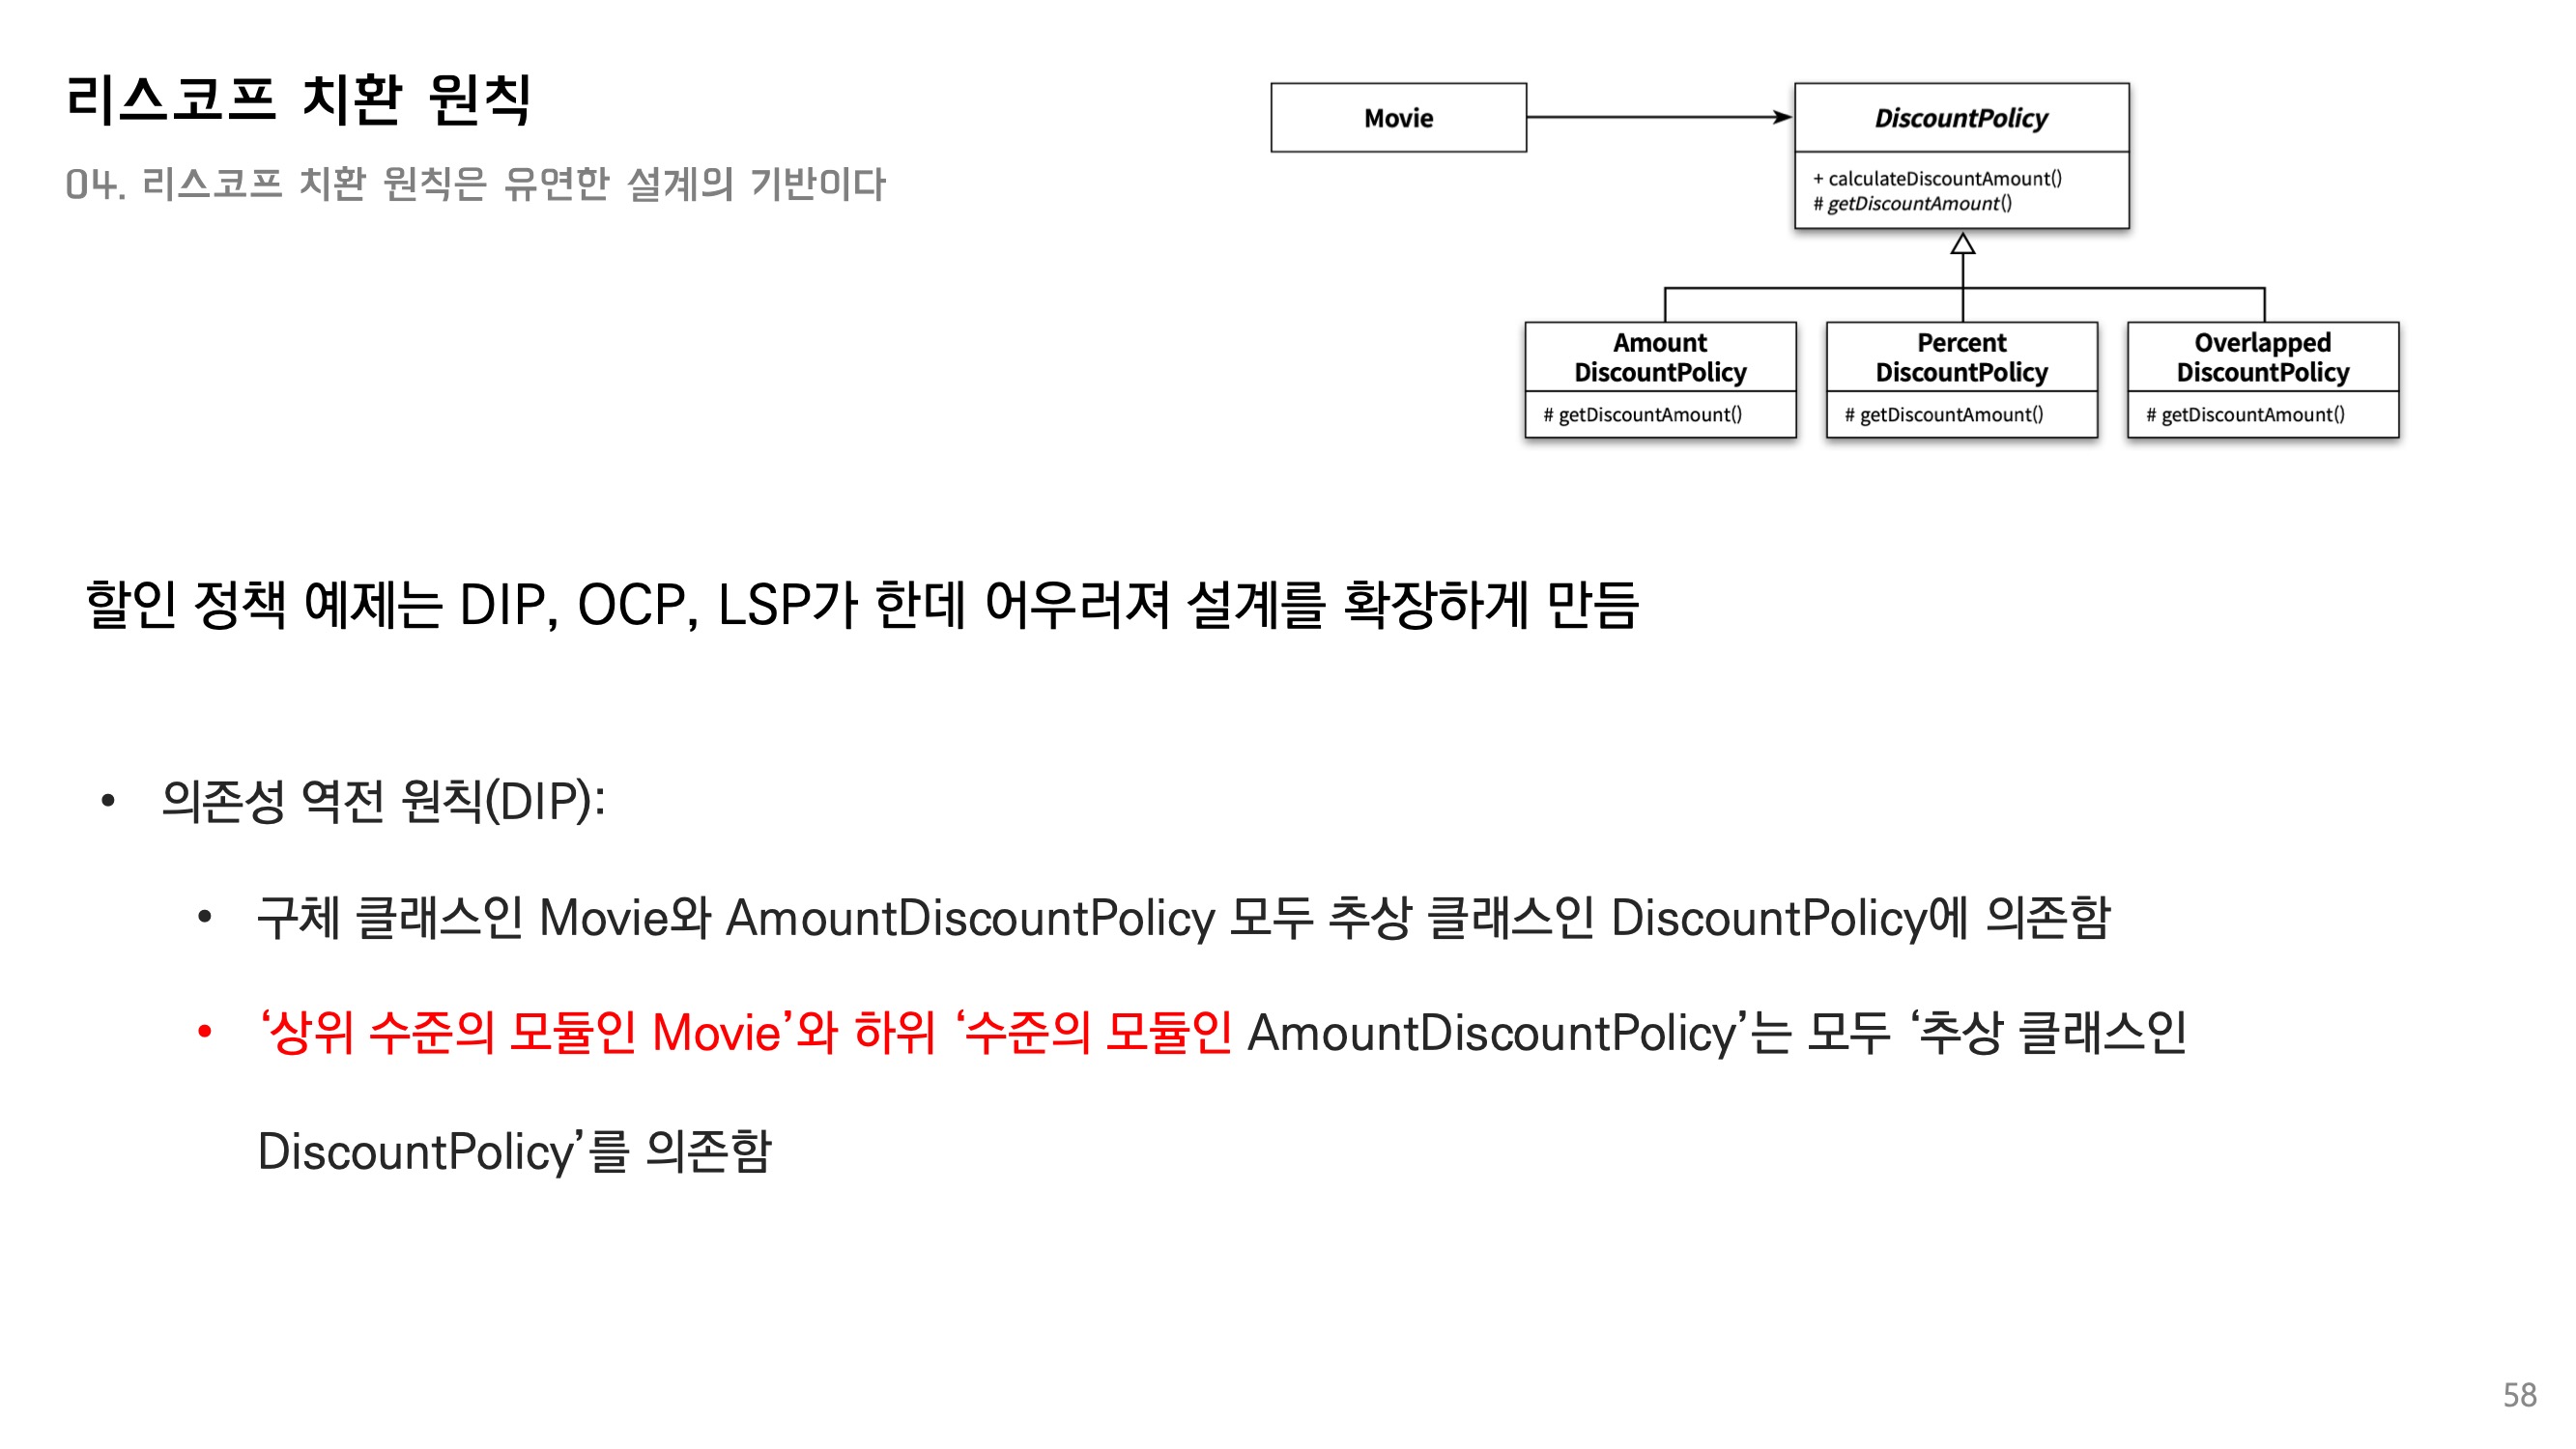 리스코프 치환 원칙
04. 리스코프 치환 원칙은 유연한 설계의 기반이다
Movie
DiscountPolicy
+ calculateDiscountAmount()
# getDiscountAmount()
Amount
DiscountPolicy
# getDiscountAmount()
Percent
DiscountPolicy
# getDiscountAmount()
Overlapped
DiscountPolicy
# getDiscountAmount()
할인 정책 예제는 DIP, OCP, LSP가 한데 어우러져 설계를 확장하게 만듬
• 의존성 역전 원칙(DIP):
• 구체 클래스인 Movie와 AmountDiscountPolicy 모두 추상 클래스인 DiscountPolicy에 의존함
• ‘상위 수준의 모듈인 Movie’와 하위 ‘수준의 모듈인 AmountDiscountPolicy’는 모두 ‘추상 클래스인
DiscountPolicy’를 의존함
58